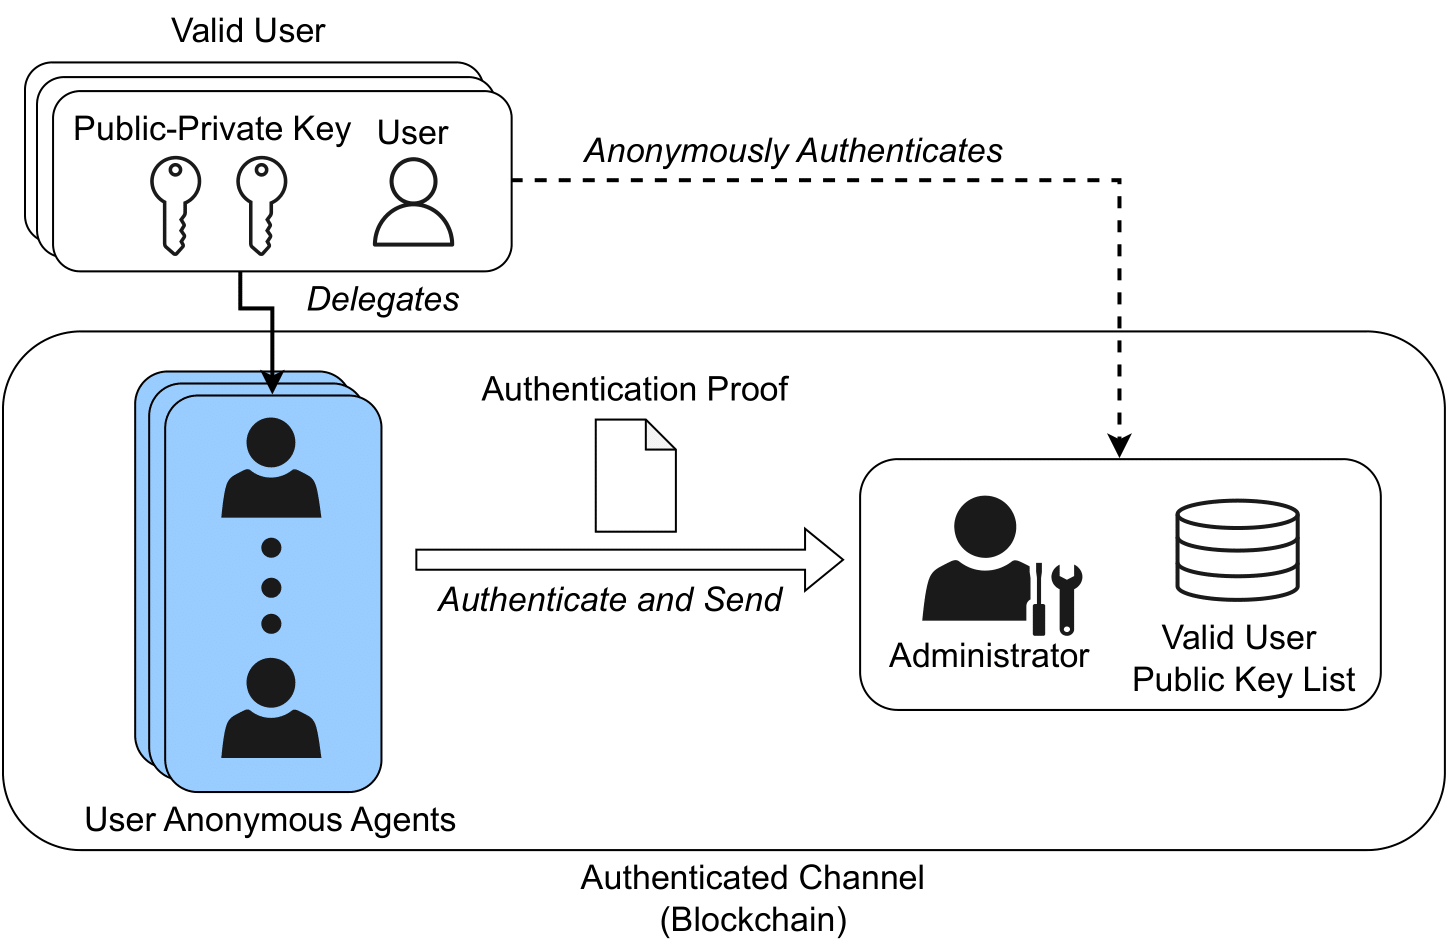 Valid User
Public-Private Key
User
Anonymously Authenticates
Delegates
Authentication Proof
Authenticate and Send
Administrator
Valid User
Public Key List
User Anonymous Agents
Authenticated Channel
(Blockchain)